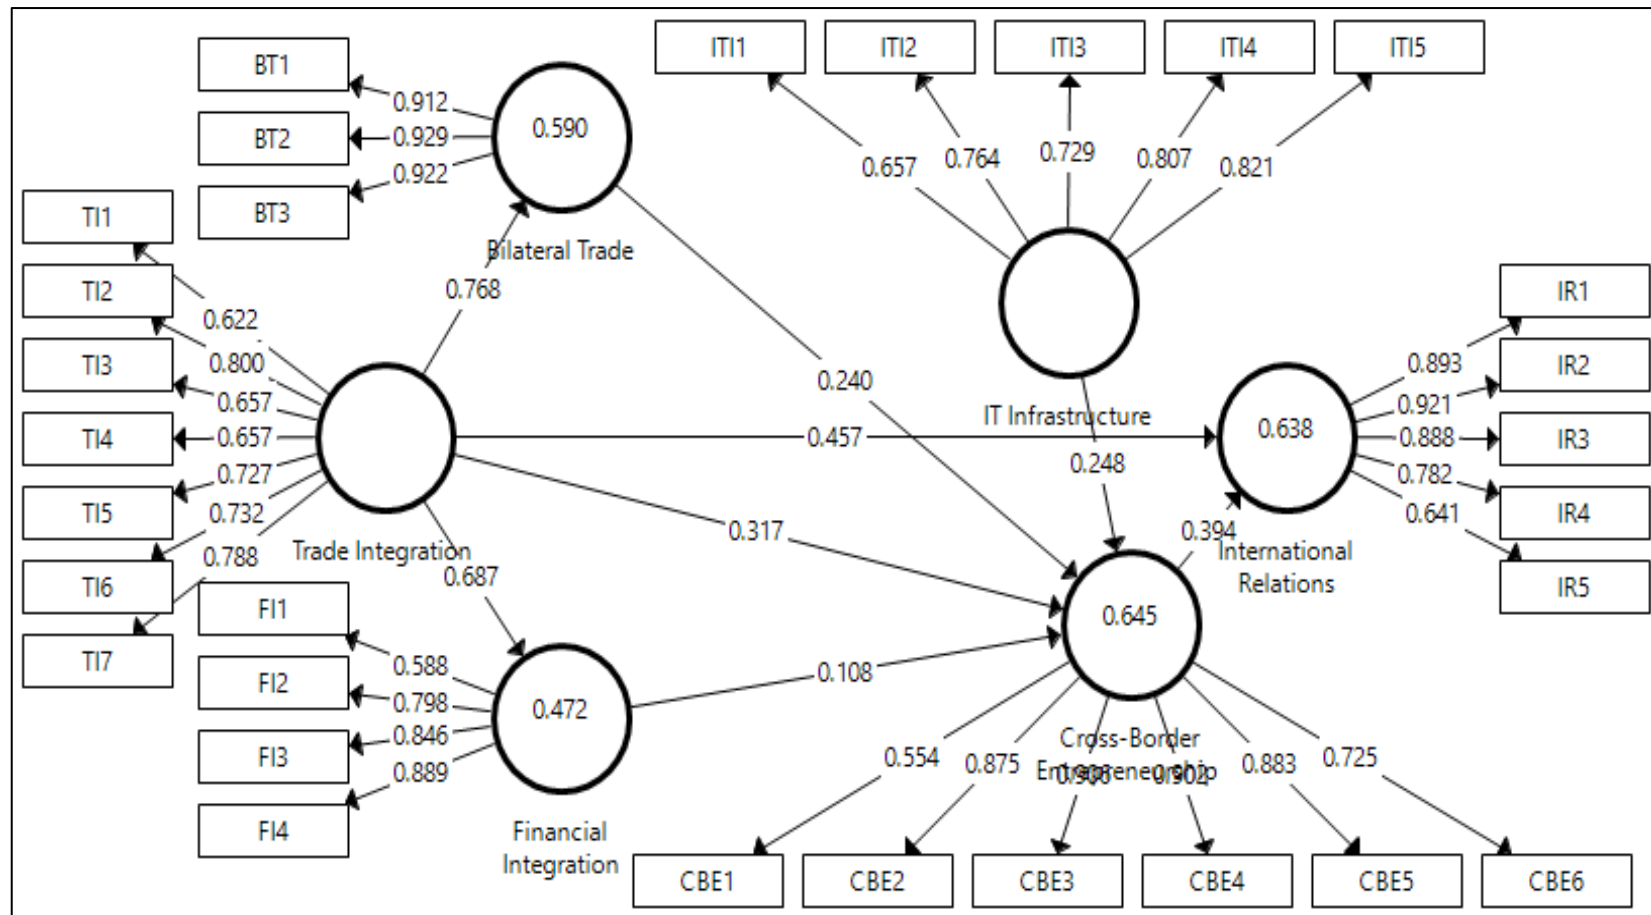 BT1
BT2
BT3
0.912
0.929
0.922
0.590
Bilateral Trade
ITI1
ITI2
ITI3
ITI4
ITI5
0.657
0.764
0.729
0.807
0.821
IT Infrastructure
TI1
TI2
TI3
TI4
TI5
TI6
TI7
0.622
0.800
0.657
0.657
0.727
0.732
0.788
Trade Integration
0.768
0.240
0.457
0.248
0.317
0.687
0.394
0.108
0.638
International
Relations
IR1
IR2
IR3
IR4
IR5
0.893
0.921
0.888
0.782
0.641
FI1
FI2
FI3
FI4
0.588
0.798
0.846
0.889
0.472
Financial
Integration
0.645
Cross-Border
Entrepreneurship
0.554
0.875
0.883
0.725
CBE1
CBE2
CBE3
CBE4
CBE5
CBE6